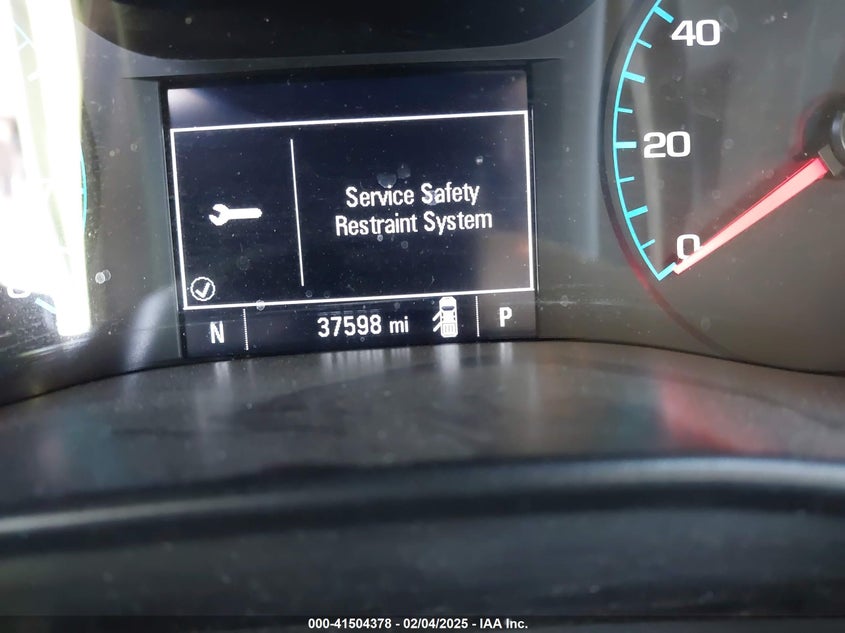 40
20
0
Service Safety
Restraint System
N 37598 mi P
000-41504378 - 02/04/2025 - IAA Inc.